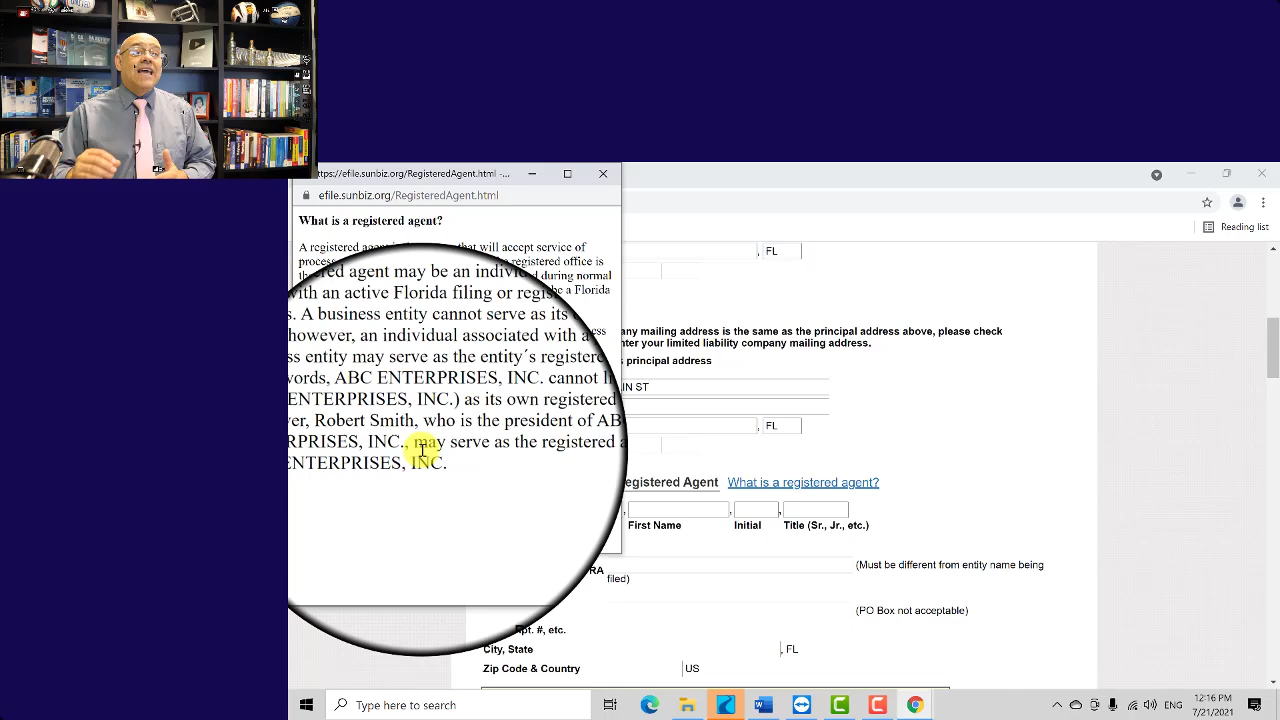 https://efile.sunbiz.org/RegisteredAgent.html -...
efile.sunbiz.org/RegisteredAgent.html
Reading list
What is a registered agent?
A registered agent
that will accept service of
process
registered office is
ed during normal
be a Florida
red agent may be an individ
with an active Florida filing or regis
s. A business entity cannot serve as its
however, an individual associated with a
ss entity may serve as the entity´s registere
words, ABC ENTERPRISES, INC. cannot li
ENTERPRISES, INC.) as its own registered
ver, Robert Smith, who is the president of AB
ERPRISES, INC., may serve as the registered a
ENTERPRISES, INC.
, FL
any mailing address is the same as the principal address above, please check
nter your limited liability company mailing address.
s principal address
IN ST
, FL
egistered Agent What is a registered agent?
, , ,
First Name Initial Title (Sr., Jr., etc.)
RA (Must be different from entity name being
filed)
(PO Box not acceptable)
Apt. #, etc.
City, State , FL
Zip Code & Country US
Type here to search
12:16 PM
7/21/2021